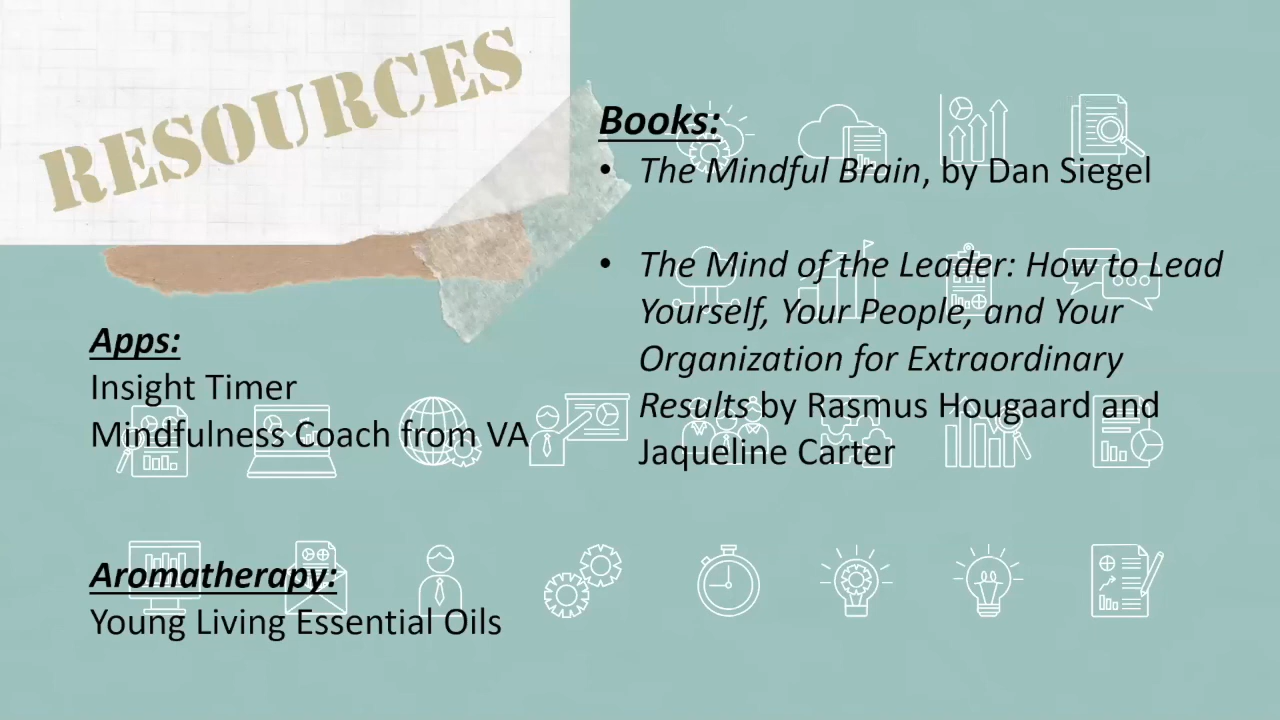 RESOURCES
Apps:
Insight Timer
Mindfulness Coach from VA
Aromatherapy:
Young Living Essential Oils
Books:
• The Mindful Brain, by Dan Siegel
• The Mind of the Leader: How to Lead
Yourself, Your People, and Your
Organization for Extraordinary
Results by Rasmus Hougaard and
Jaqueline Carter